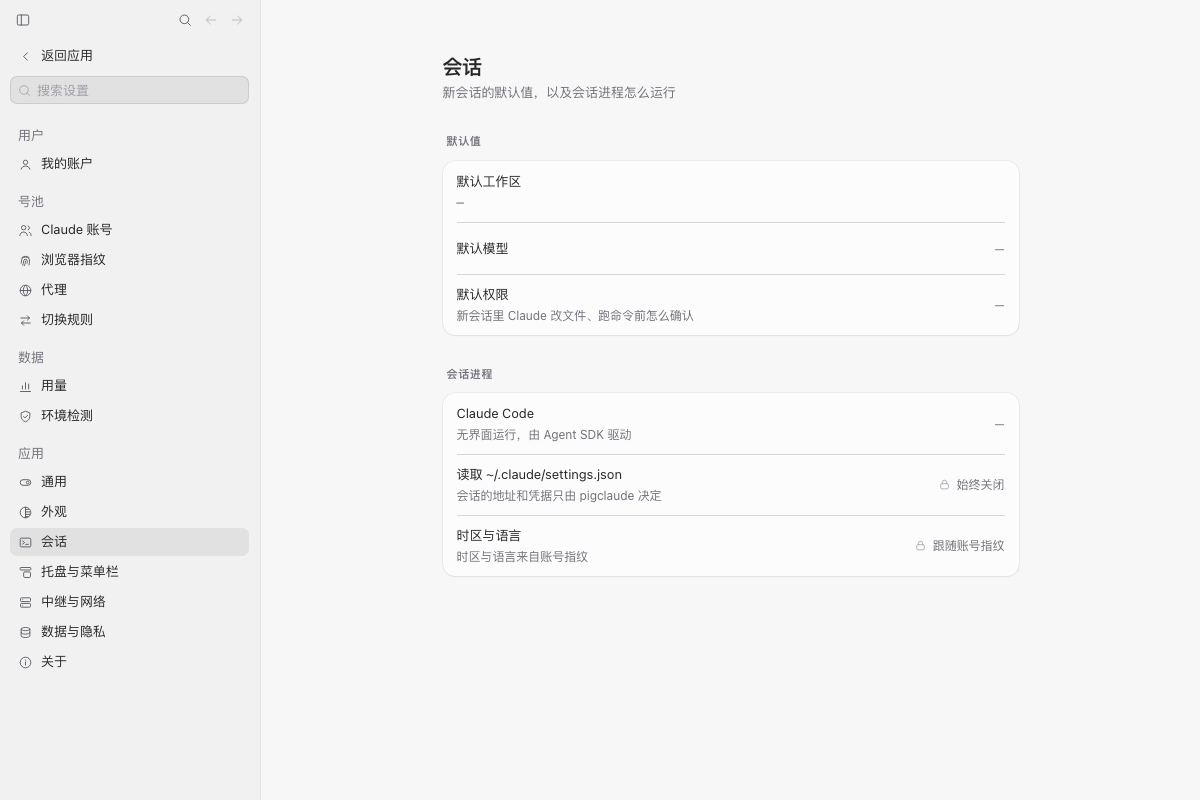 返回应用
搜索设置
用户
我的账户
号池
Claude 账号
浏览器指纹
代理
切换规则
数据
用量
环境检测
应用
通用
外观
会话
托盘与菜单栏
中继与网络
数据与隐私
关于
会话
新会话的默认值，以及会话进程怎么运行
默认值
默认工作区
—
默认模型
—
默认权限
—
新会话里 Claude 改文件、跑命令前怎么确认
会话进程
Claude Code
—
无界面运行，由 Agent SDK 驱动
读取 ~/.claude/settings.json
始终关闭
会话的地址和凭据只由 pigclaude 决定
时区与语言
跟随账号指纹
时区与语言来自账号指纹